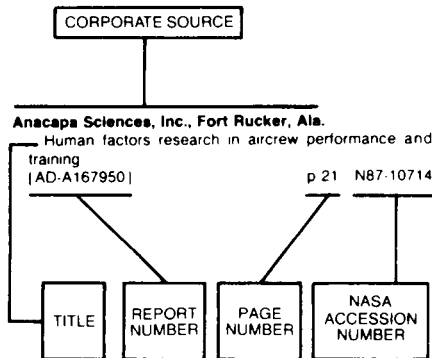 CORPORATE SOURCE
Anacapa Sciences, Inc., Fort Rucker, Ala.
Human factors research in aircrew performance and
training
[AD-A167950] p 21 N87-10714
TITLE
REPORT
NUMBER
PAGE
NUMBER
NASA
ACCESSION
NUMBER